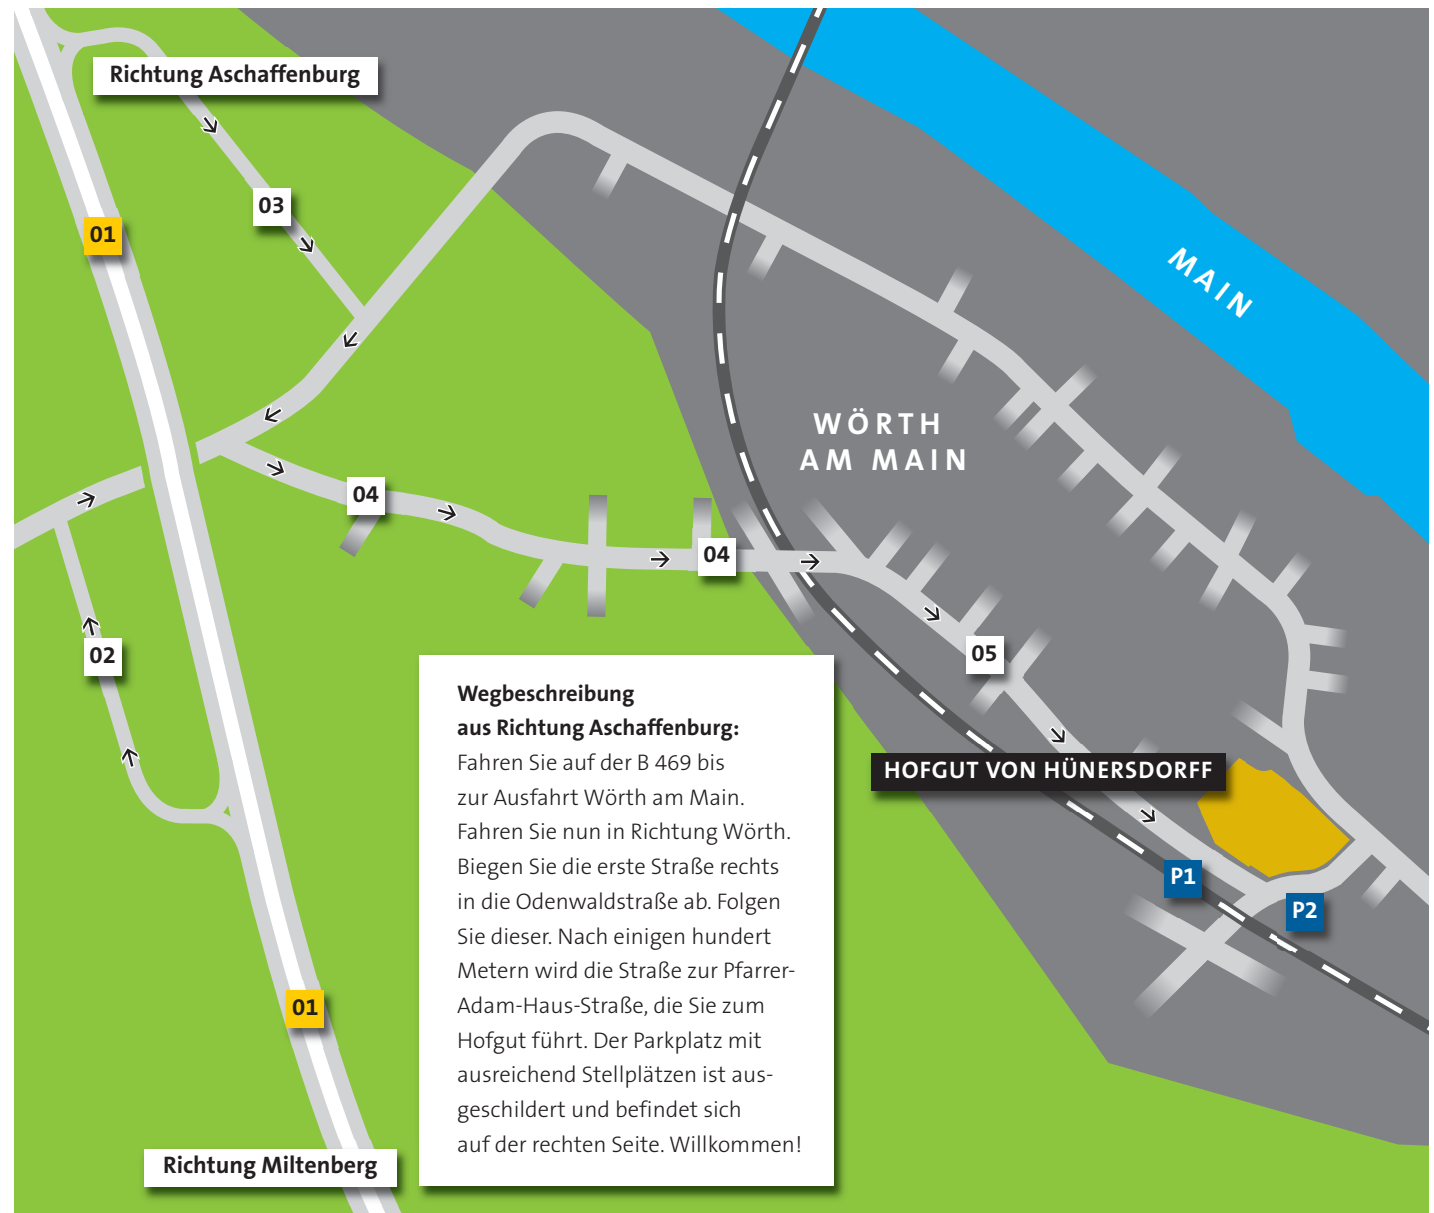 Richtung Aschaffenburg
03
01
MAIN
WÖRTH
AM MAIN
04
04
02
05
Wegbeschreibung
aus Richtung Aschaffenburg:
Fahren Sie auf der B 469 bis
zur Ausfahrt Wörth am Main.
Fahren Sie nun in Richtung Wörth.
Biegen Sie die erste Straße rechts
in die Odenwaldstraße ab. Folgen
Sie dieser. Nach einigen hundert
Metern wird die Straße zur Pfarrer-
Adam-Haus-Straße, die Sie zum
Hofgut führt. Der Parkplatz mit
ausreichend Stellplätzen ist aus-
geschildert und befindet sich
auf der rechten Seite. Willkommen!
HOFGUT VON HÜNERSDORFF
P1
P2
01
Richtung Miltenberg